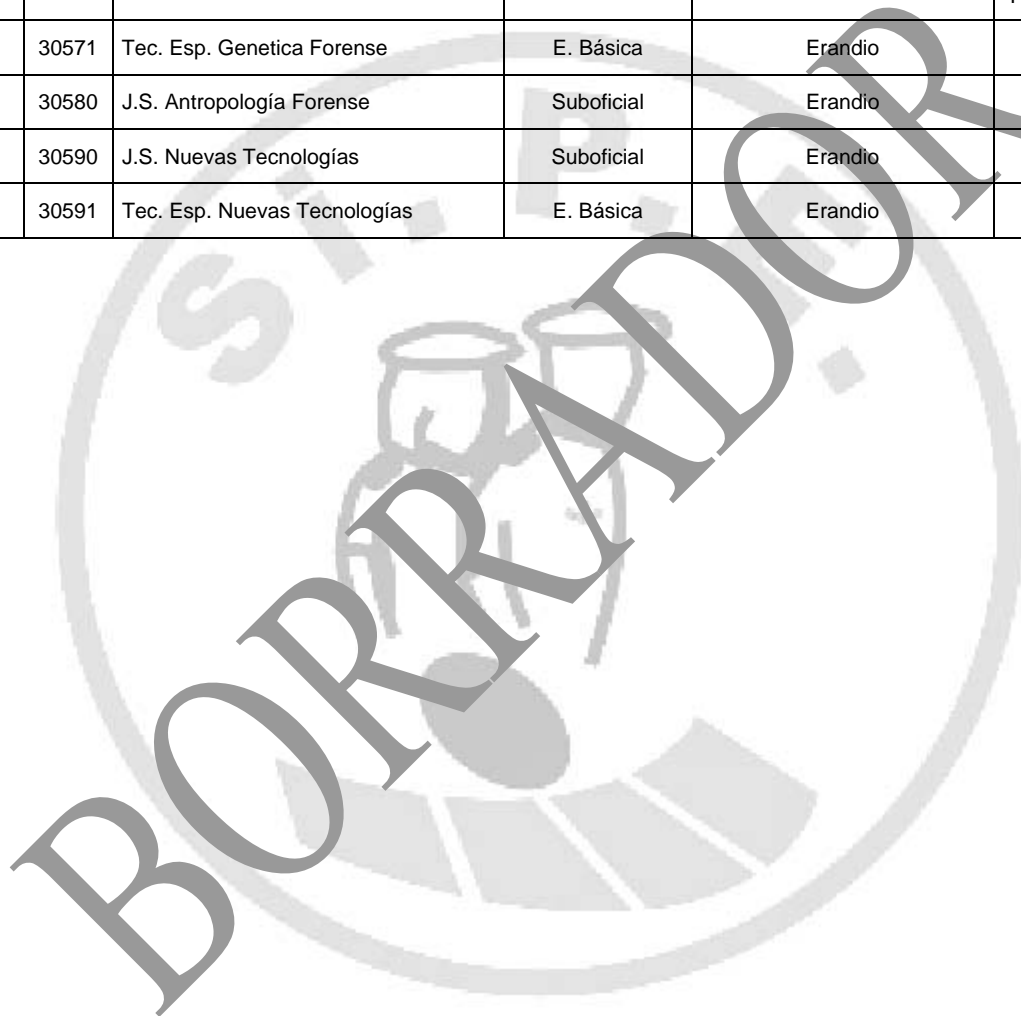 30571 Tec. Esp. Genetica Forense E. Básica Erandio
30580 J.S. Antropología Forense Suboficial Erandio
30590 J.S. Nuevas Tecnologías Suboficial Erandio
30591 Tec. Esp. Nuevas Tecnologías E. Básica Erandio
Si.P.E.
BORRADOR